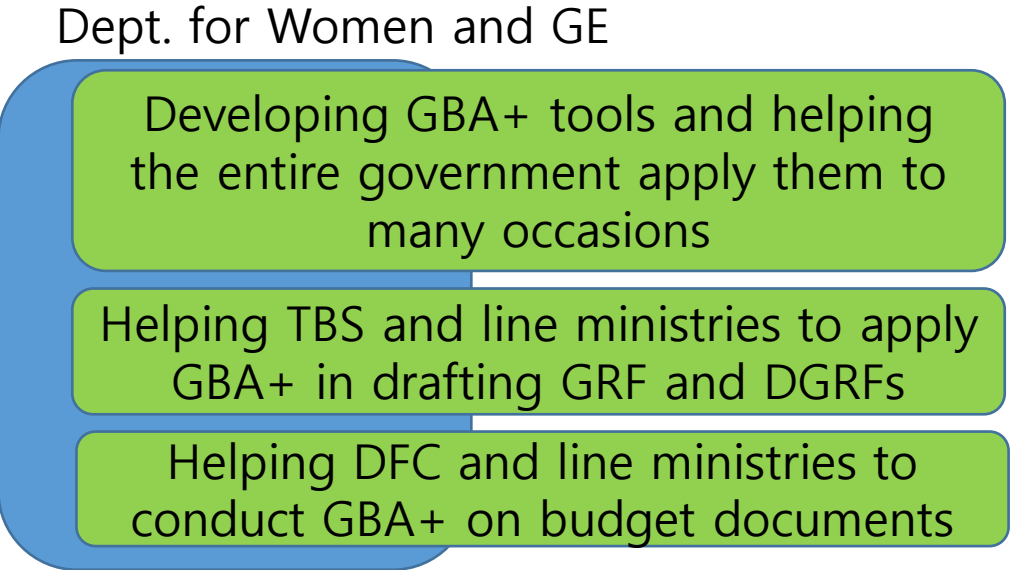 Dept. for Women and GE
Developing GBA+ tools and helping
the entire government apply them to
many occasions
Helping TBS and line ministries to apply
GBA+ in drafting GRF and DGRFs
Helping DFC and line ministries to
conduct GBA+ on budget documents